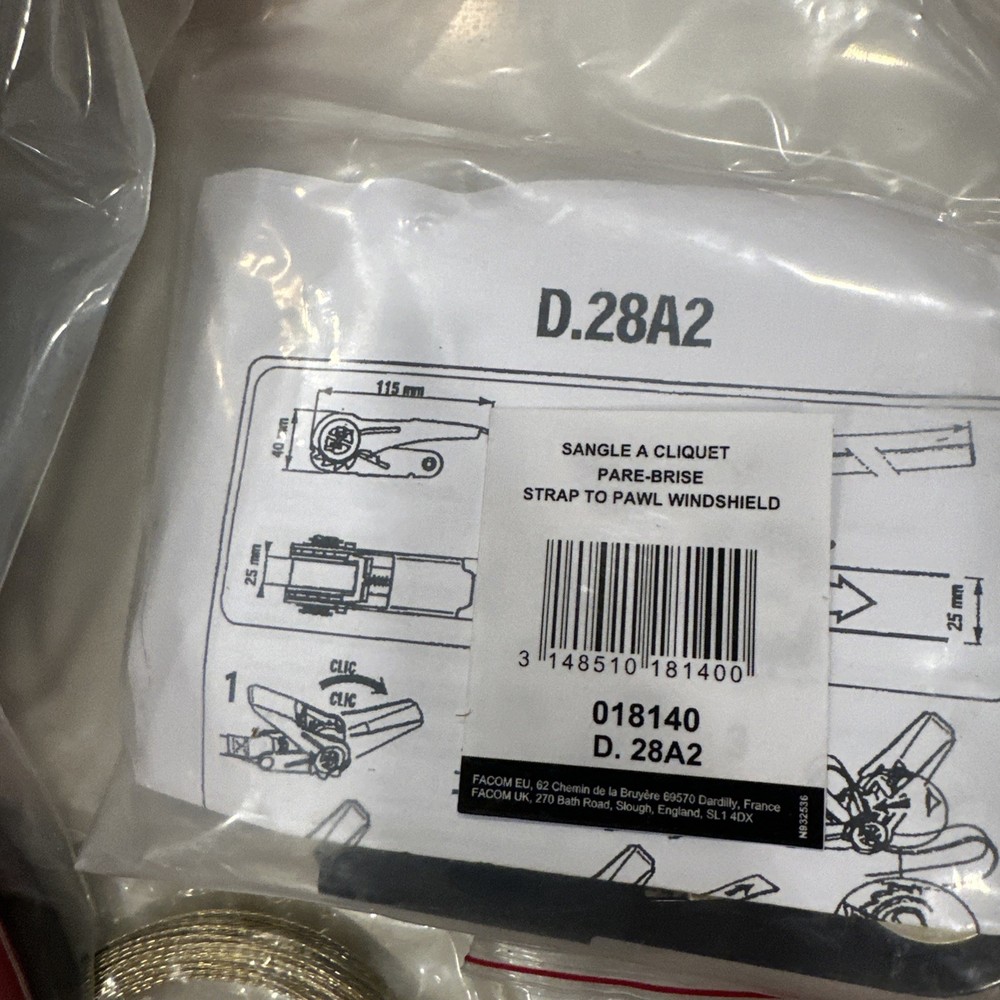 D.28A2
115 mm
40 mm
SANGLE A CLIQUET
PARE-BRISE
STRAP TO PAWL WINDSHIELD
25 mm
25 mm
3 148510 181400
1
CLIC
CLIC
018140
D. 28A2
FACOM EU, 62 Chemin de la Bruyère 69570 Dardilly, France
FACOM UK, 270 Bath Road, Slough, England, SL1 4DX
N932536